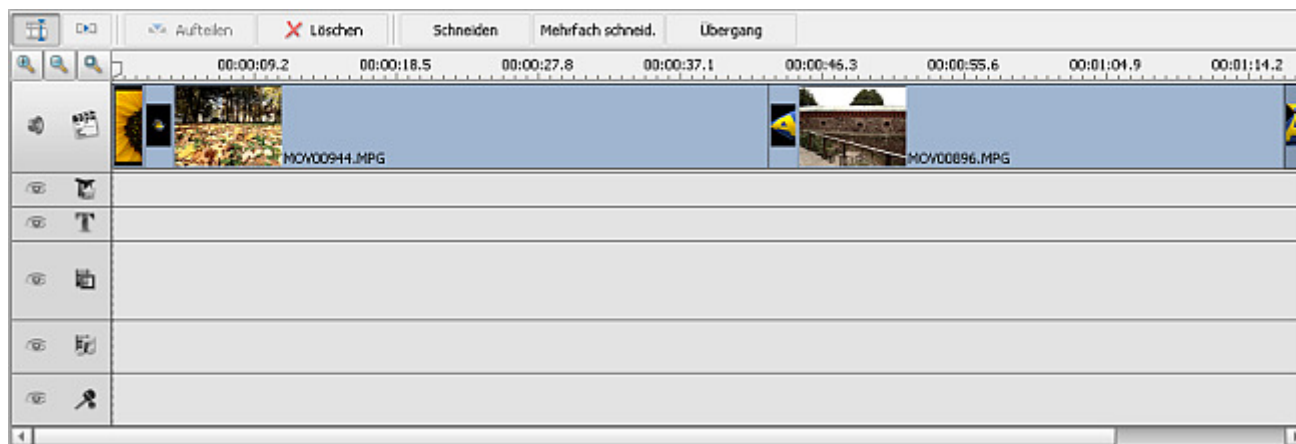 Aufteilen Löschen Schneiden Mehrfach schneid. Übergang
00:00:09.2 00:00:18.5 00:00:27.8 00:00:37.1 00:00:46.3 00:00:55.6 00:01:04.9 00:01:14.2
MOV00944.MPG MOV00896.MPG
T